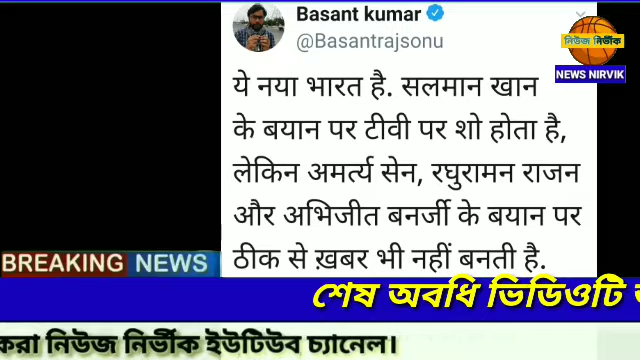 Basant kumar
@Basantrajsonu
ये नया भारत है. सलमान खान
के बयान पर टीवी पर शो होता है,
लेकिन अमर्त्य सेन, रघुरामन राजन
और अभिजीत बनर्जी के बयान पर
ठीक से ख़बर भी नहीं बनती है.
নিউজ নির্ভীক
NEWS NIRVIK
BREAKING NEWS
শেষ অবধি ভিডিওটি
করা নিউজ নির্ভীক ইউটিউব চ্যানেল।